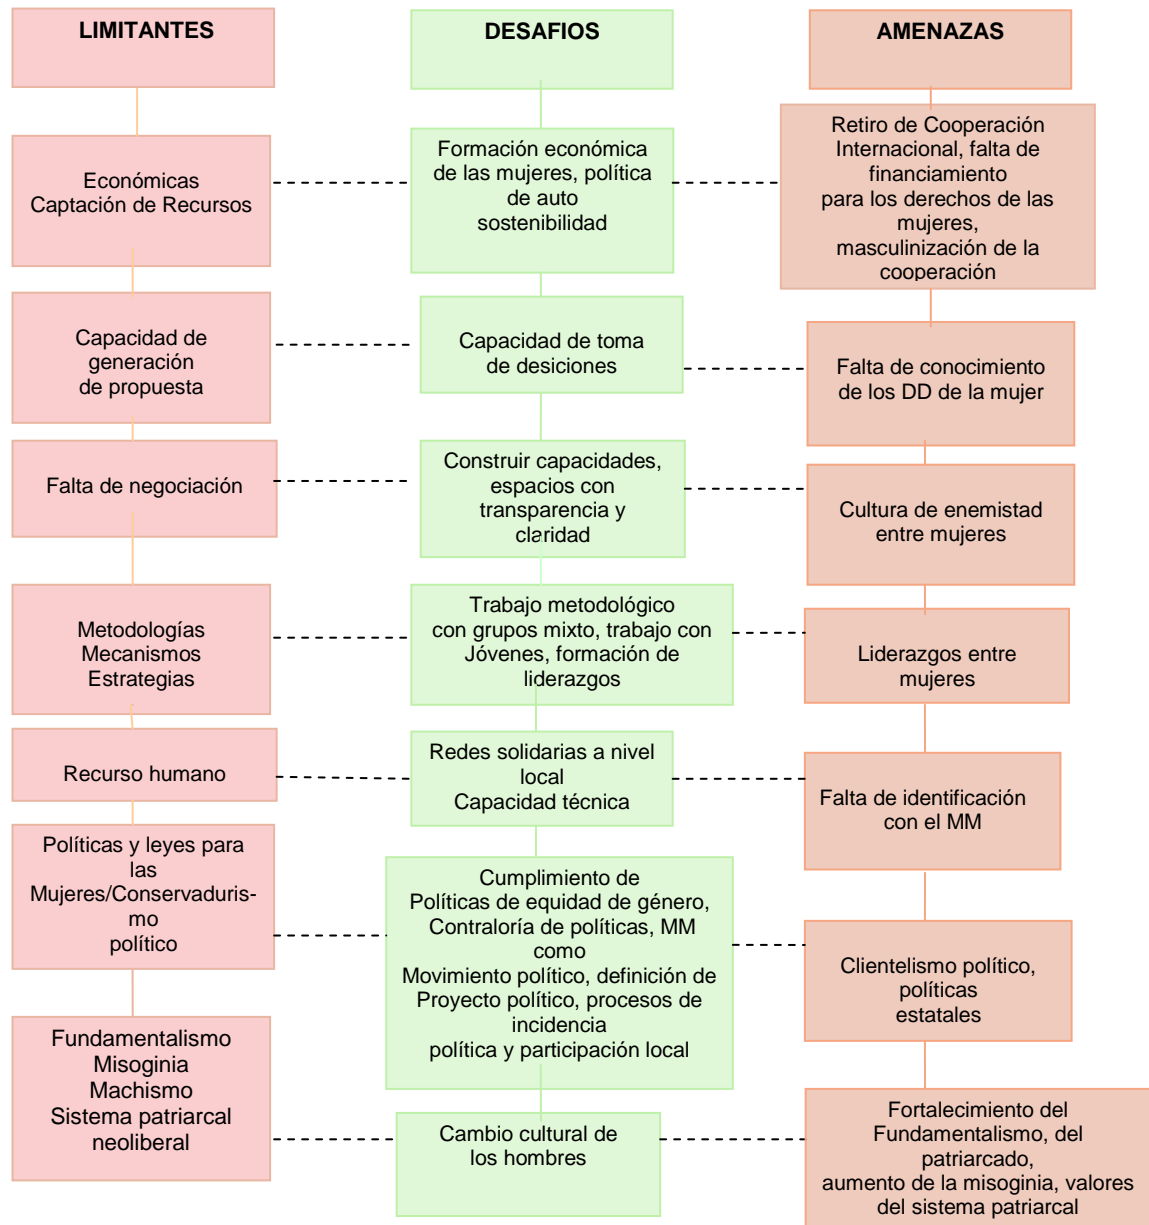 LIMITANTES
DESAFIOS
AMENAZAS
Económicas
Captación de Recursos
Formación económica
de las mujeres, política
de auto
sostenibilidad
Retiro de Cooperación
Internacional, falta de
financiamiento
para los derechos de las
mujeres,
masculinización de la
cooperación
Capacidad de
generación
de propuesta
Capacidad de toma
de desiciones
Falta de conocimiento
de los DD de la mujer
Falta de negociación
Construir capacidades,
espacios con
transparencia y
claridad
Cultura de enemistad
entre mujeres
Metodologías
Mecanismos
Estrategias
Trabajo metodológico
con grupos mixto, trabajo con
Jóvenes, formación de
liderazgos
Liderazgos entre
mujeres
Recurso humano
Redes solidarias a nivel
local
Capacidad técnica
Falta de identificación
con el MM
Políticas y leyes para
las
Mujeres/Conservaduris-
mo
político
Cumplimiento de
Políticas de equidad de género,
Contraloría de políticas, MM
como
Movimiento político, definición de
Proyecto político, procesos de
incidencia
política y participación local
Clientelismo político,
políticas
estatales
Fundamentalismo
Misoginia
Machismo
Sistema patriarcal
neoliberal
Cambio cultural de
los hombres
Fortalecimiento del
Fundamentalismo, del
patriarcado,
aumento de la misoginia, valores
del sistema patriarcal